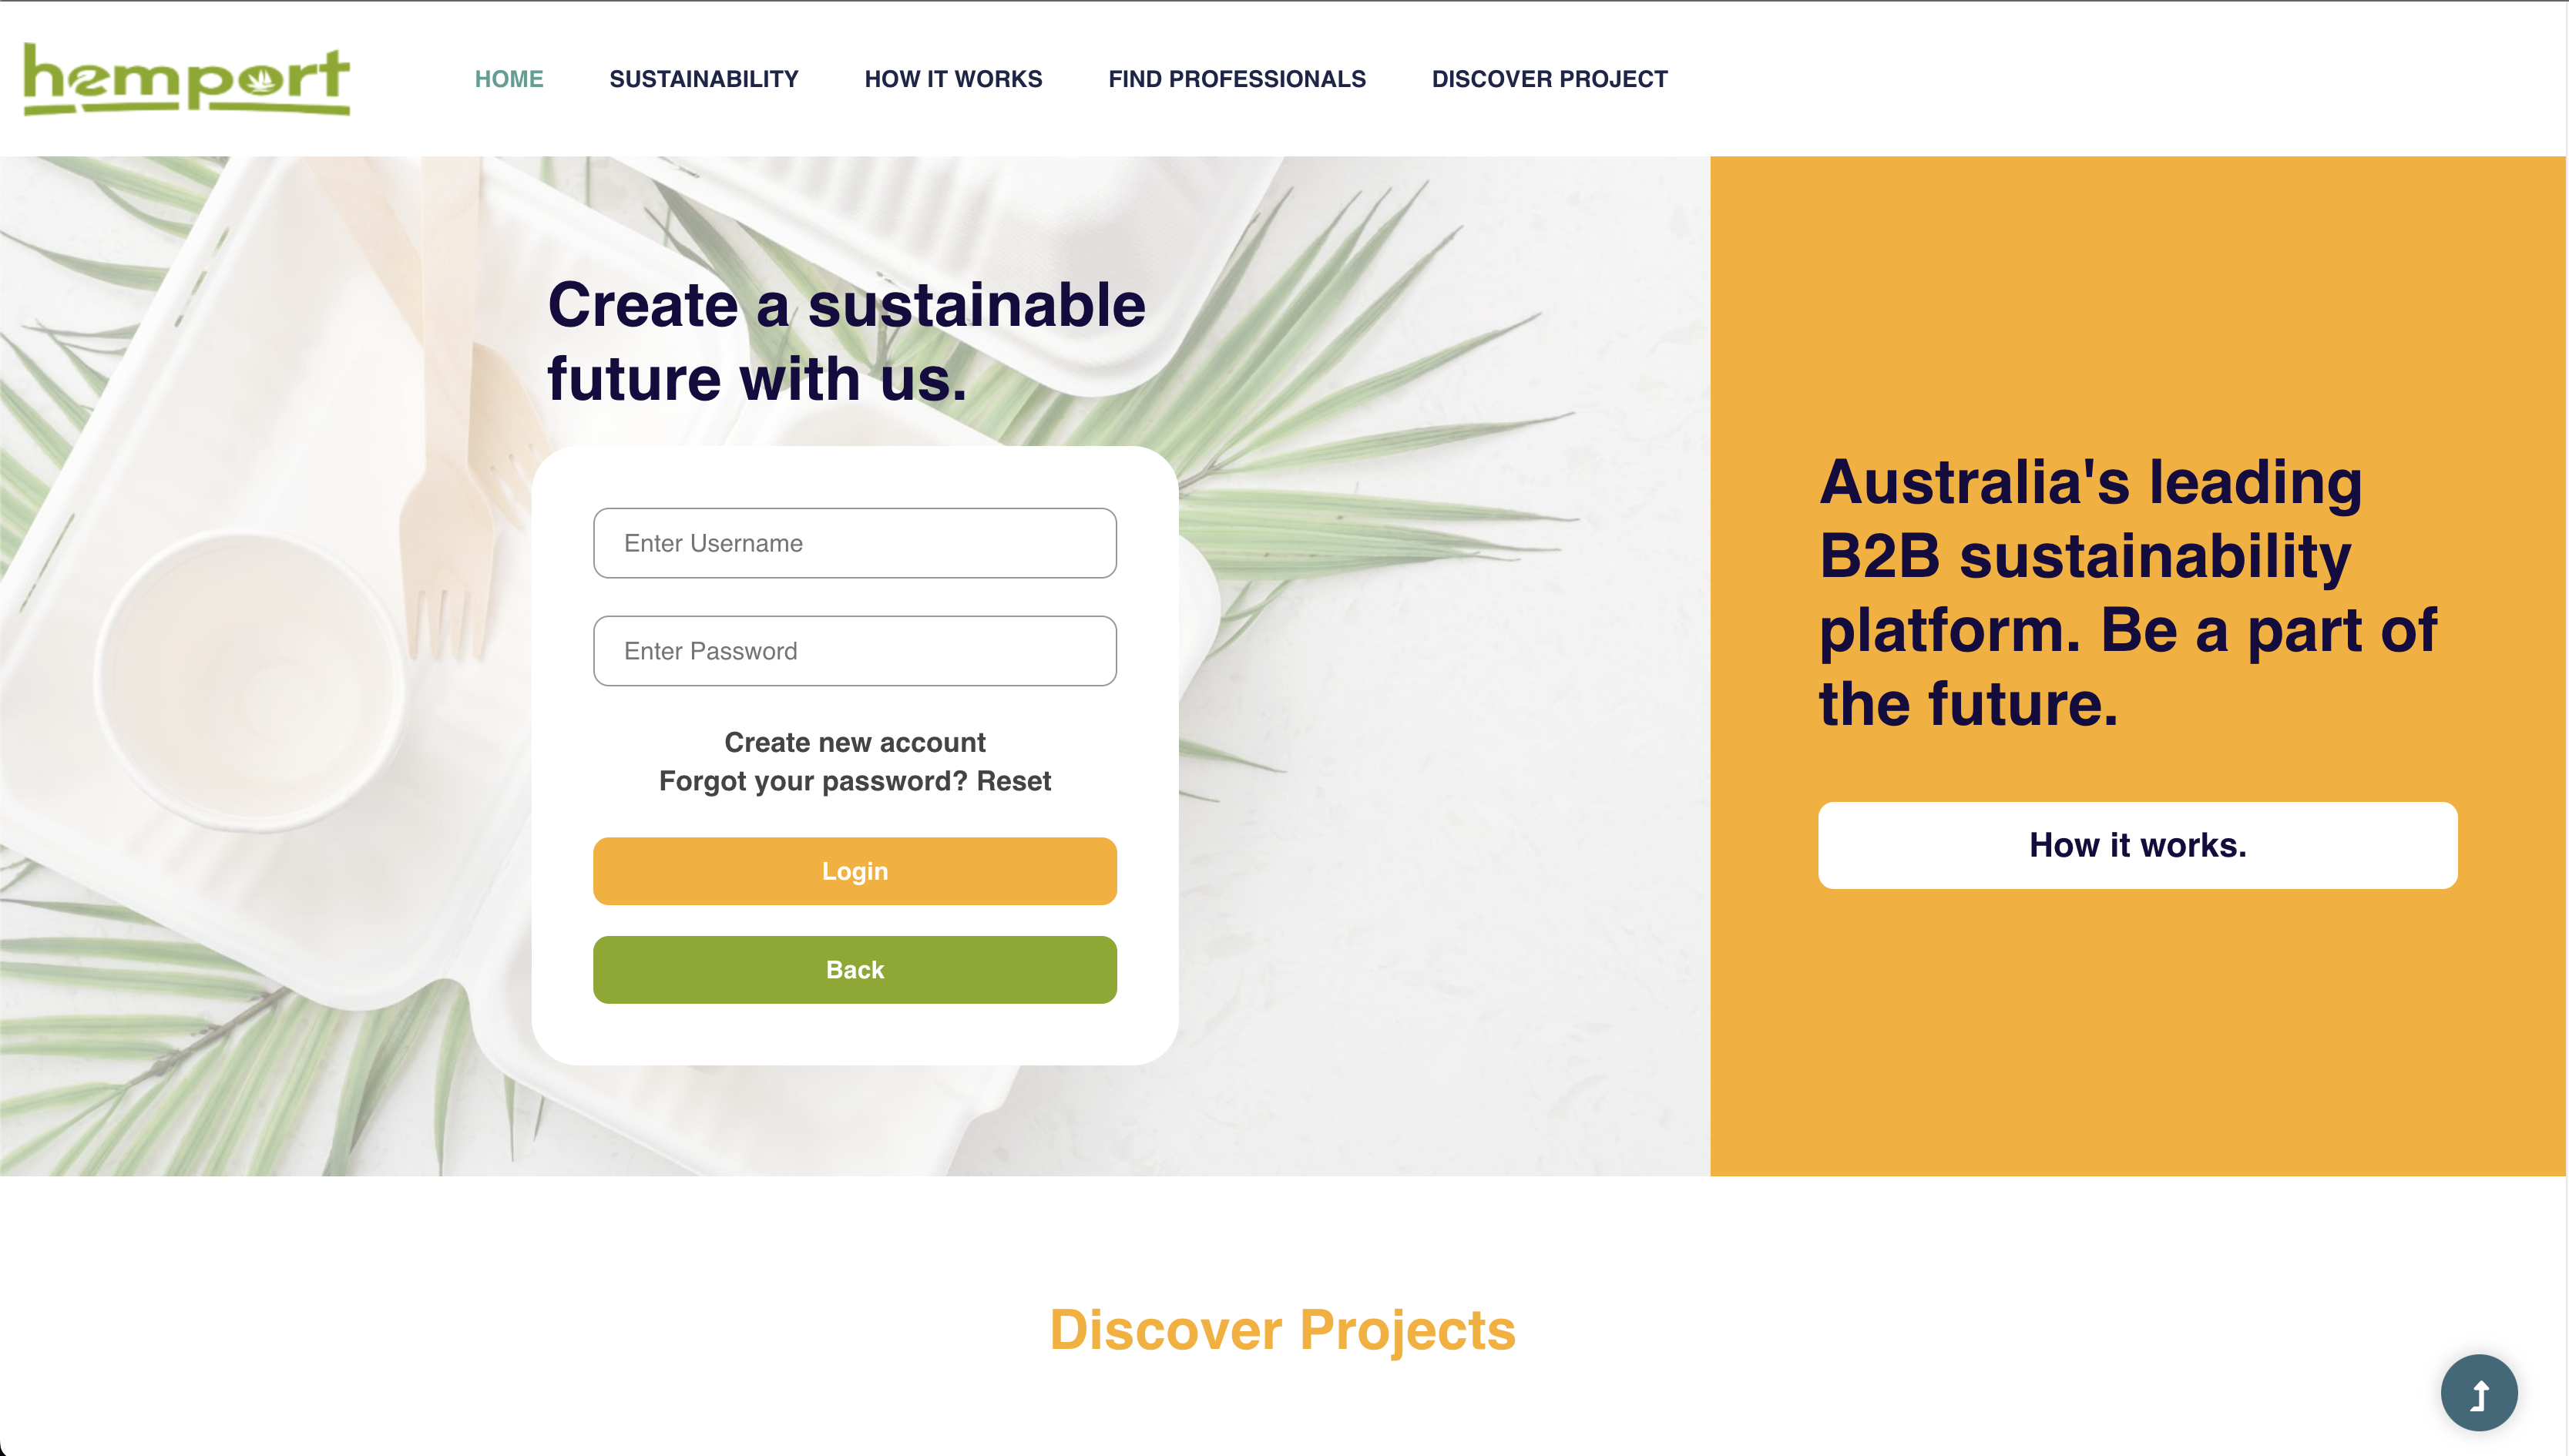 hemport
HOME SUSTAINABILITY HOW IT WORKS FIND PROFESSIONALS DISCOVER PROJECT
Create a sustainable
future with us.
Enter Username
Enter Password
Create new account
Forgot your password? Reset
Login
Back
Australia's leading
B2B sustainability
platform. Be a part of
the future.
How it works.
Discover Projects